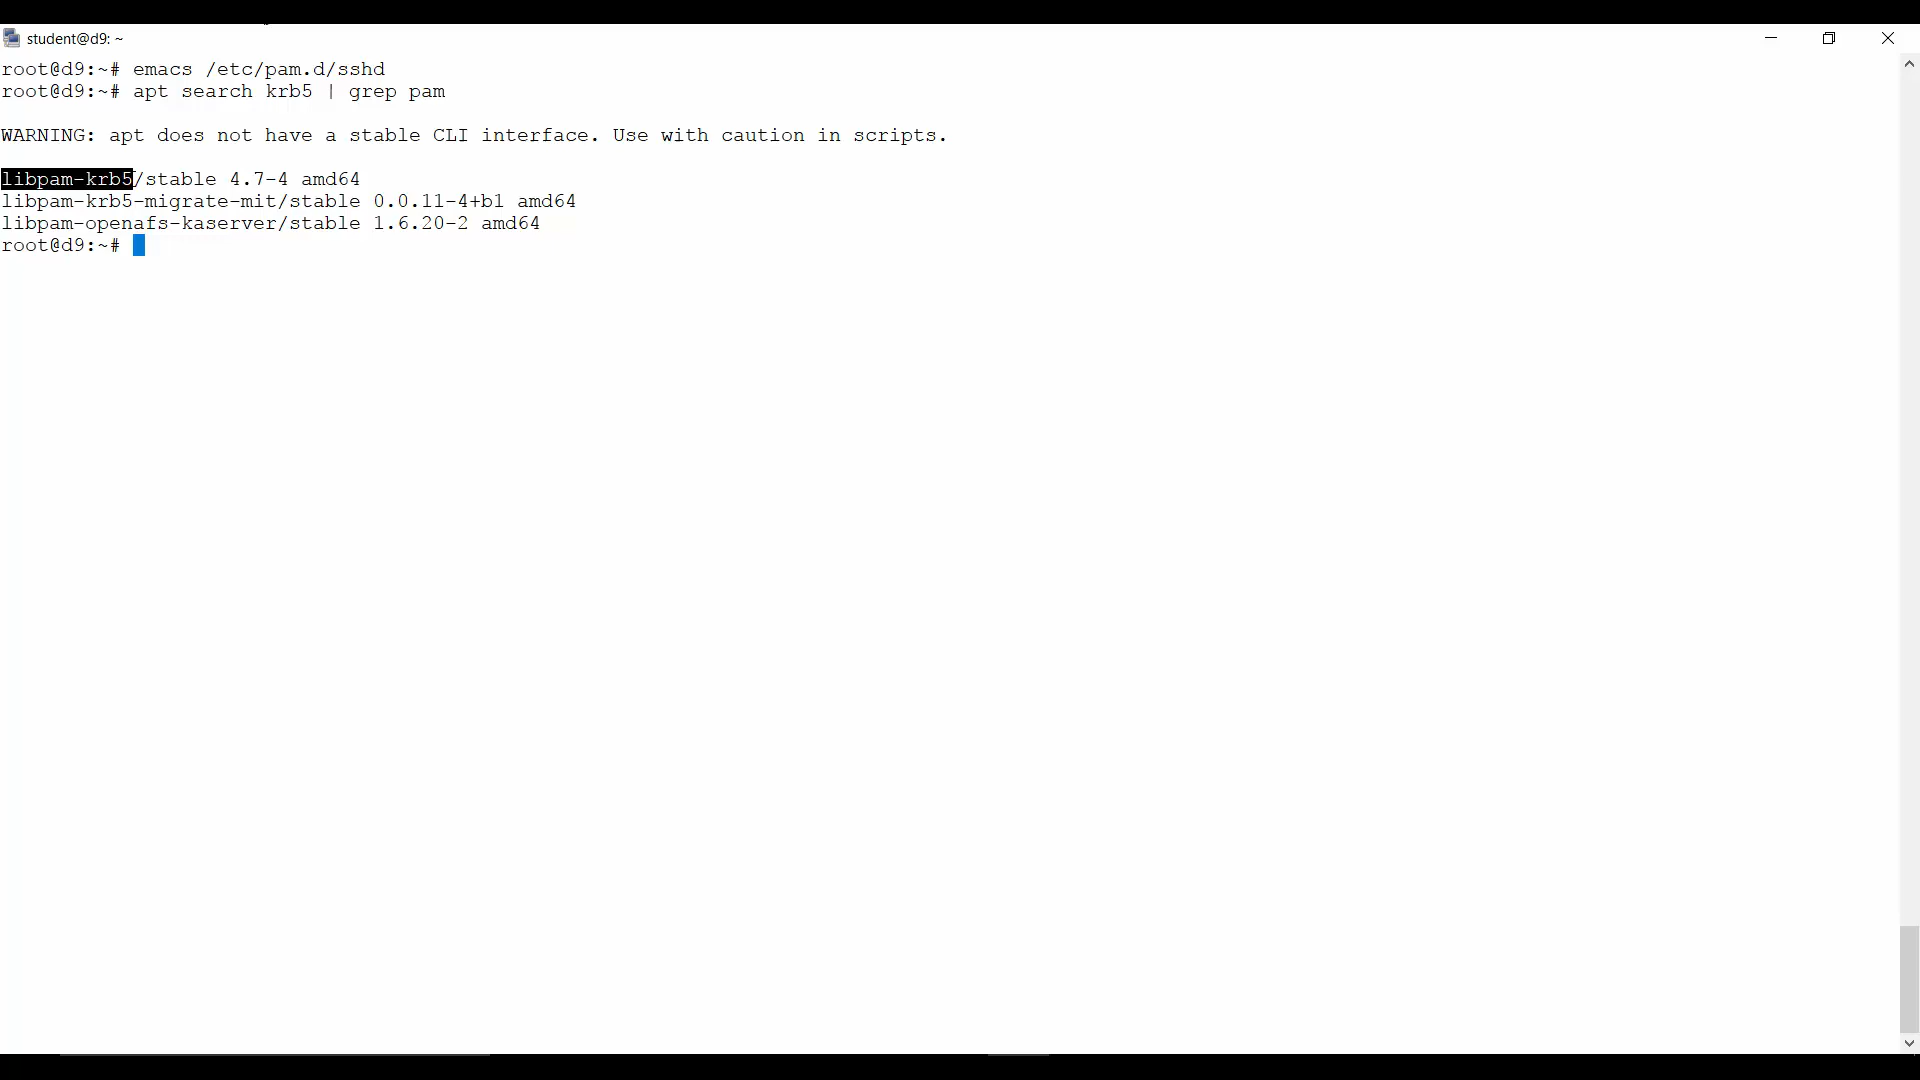 student@d9: ~
root@d9:~# emacs /etc/pam.d/sshd
root@d9:~# apt search krb5 | grep pam
WARNING: apt does not have a stable CLI interface. Use with caution in scripts.
libpam-krb5/stable 4.7-4 amd64
libpam-krb5-migrate-mit/stable 0.0.11-4+b1 amd64
libpam-openafs-kaserver/stable 1.6.20-2 amd64
root@d9:~#